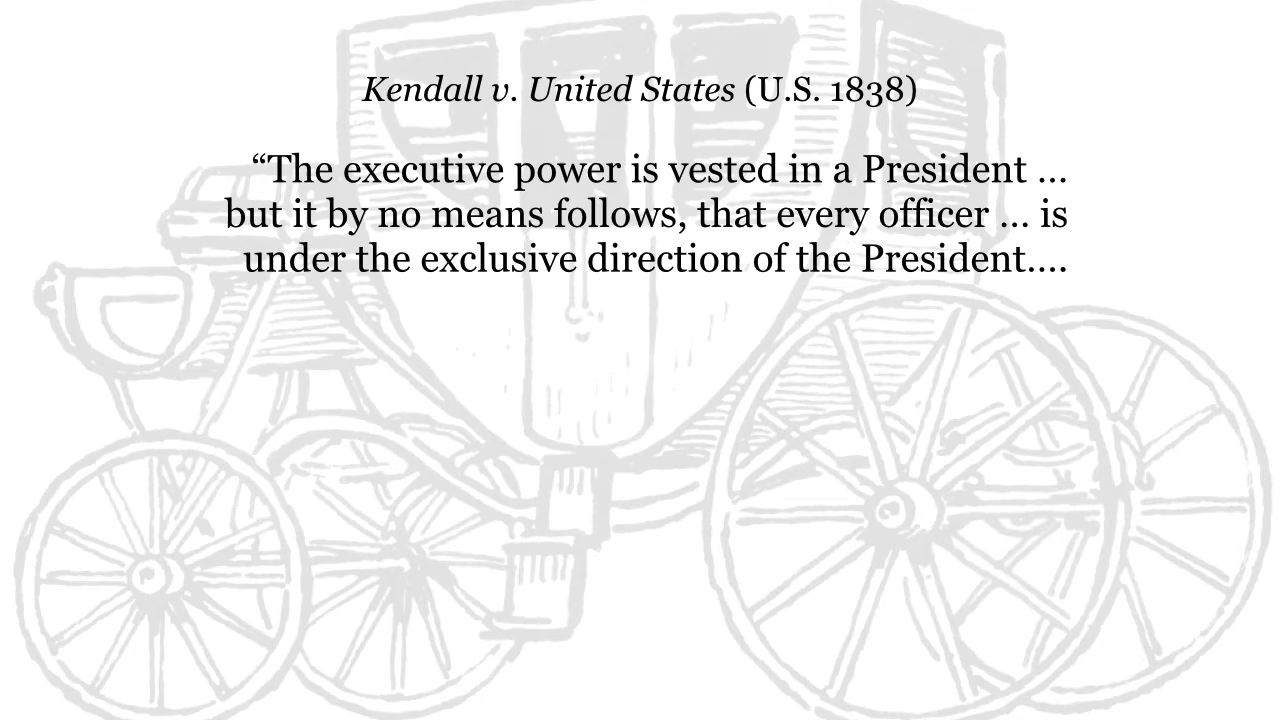 Kendall v. United States (U.S. 1838)
“The executive power is vested in a President ...
but it by no means follows, that every officer ... is
under the exclusive direction of the President....